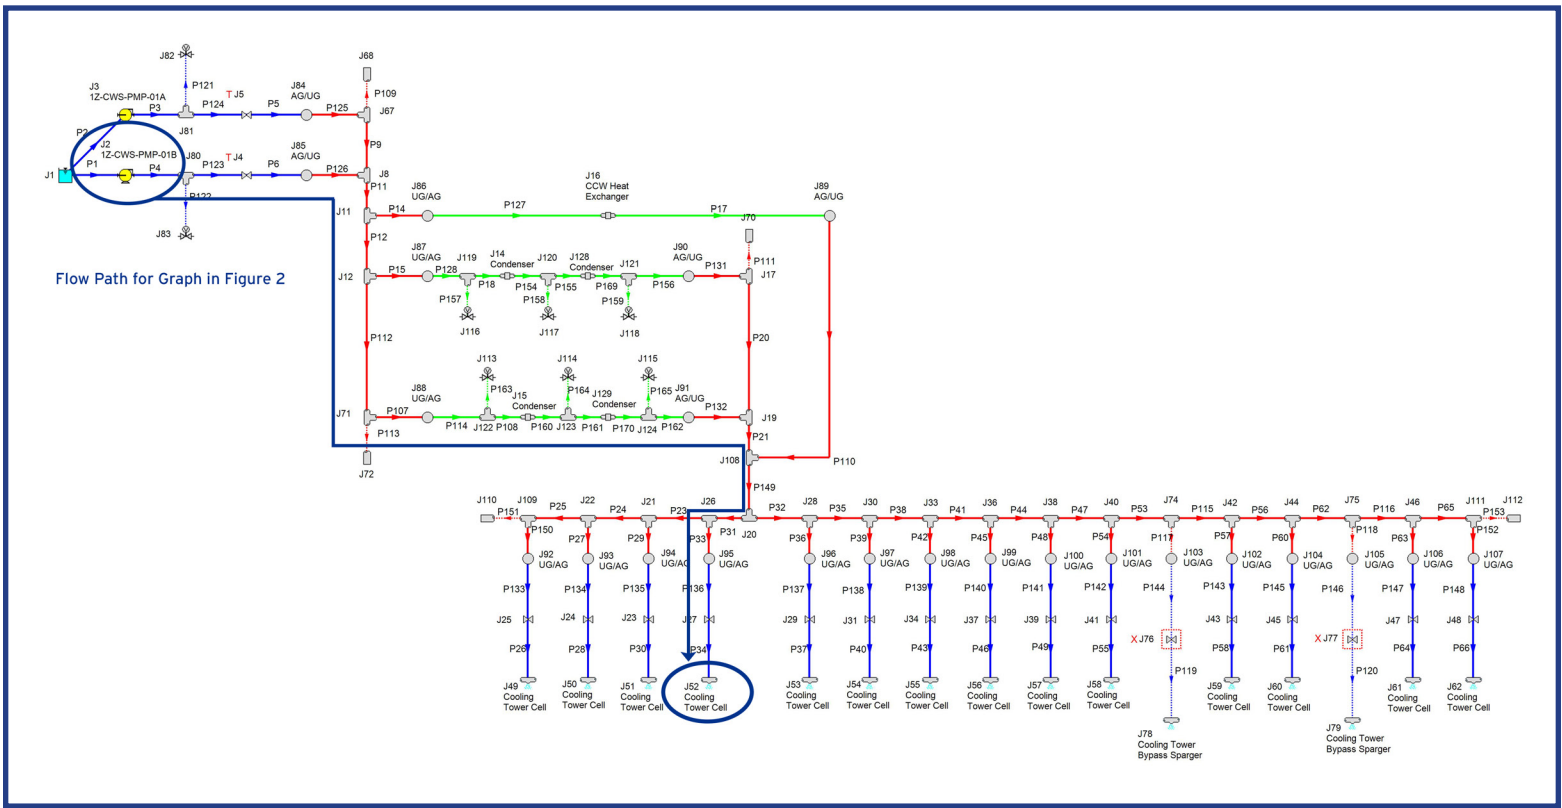 J82
J68
J3
1Z-CWS-PMP-01A
P121
T J5
J84
AG/UG
P109
P3
P124
P5
P125
J67
P2
J81
J2
1Z-CWS-PMP-01B
J80
T J4
J85
AG/UG
P9
J1
P1
P4
P123
P6
P126
J8
P122
P11
J83
J11
P14
J86
UG/AG
P127
J16
CCW Heat
Exchanger
P17
J89
AG/UG
J70
P12
P111
Flow Path for Graph in Figure 2
J12
P15
J87
UG/AG
P128
J119
J14
Condenser
P18
P154
J120
J128
Condenser
P155
P169
J121
P156
J90
AG/UG
P131
J17
P157
P158
P159
J116
J117
J118
P112
P20
J113
J114
J115
P163
P164
P165
J71
P107
J88
UG/AG
P114
J122
P108
J15
Condenser
P160
J123
P161
J129
Condenser
P170
J124
P162
J91
AG/UG
P132
J19
P113
J72
P21
J108
P110
P149
J110
P151
J109
P25
J22
P24
J21
P23
J26
P31
J20
P32
J28
P35
J30
P38
J33
P41
J36
P44
J38
P47
J40
P53
J74
P115
J42
P56
J44
P62
J75
P116
J46
P65
J111
P153
J112
P150
P27
P29
P33
P36
P39
P42
P45
P48
P54
P117
P57
P60
P118
P63
P152
J92
UG/AG
J93
UG/AG
J94
UG/AG
J95
UG/AG
J96
UG/AG
J97
UG/AG
J98
UG/AG
J99
UG/AG
J100
UG/AG
J101
UG/AG
J103
UG/AG
J102
UG/AG
J104
UG/AG
J105
UG/AG
J106
UG/AG
J107
UG/AG
P133
P134
P135
P136
P137
P138
P139
P140
P141
P142
P144
P143
P145
P146
P147
P148
J25
J24
J23
J27
J29
J31
J34
J37
J39
J41
X J76
J43
J45
X J77
J47
J48
P26
P28
P30
P34
P37
P40
P43
P46
P49
P55
P119
P58
P61
P120
P64
P66
J49
Cooling
Tower Cell
J50
Cooling
Tower Cell
J51
Cooling
Tower Cell
J52
Cooling
Tower Cell
J53
Cooling
Tower Cell
J54
Cooling
Tower Cell
J55
Cooling
Tower Cell
J56
Cooling
Tower Cell
J57
Cooling
Tower Cell
J58
Cooling
Tower Cell
J59
Cooling
Tower Cell
J60
Cooling
Tower Cell
J61
Cooling
Tower Cell
J62
Cooling
Tower Cell
J78
Cooling Tower
Bypass Sparger
J79
Cooling Tower
Bypass Sparger